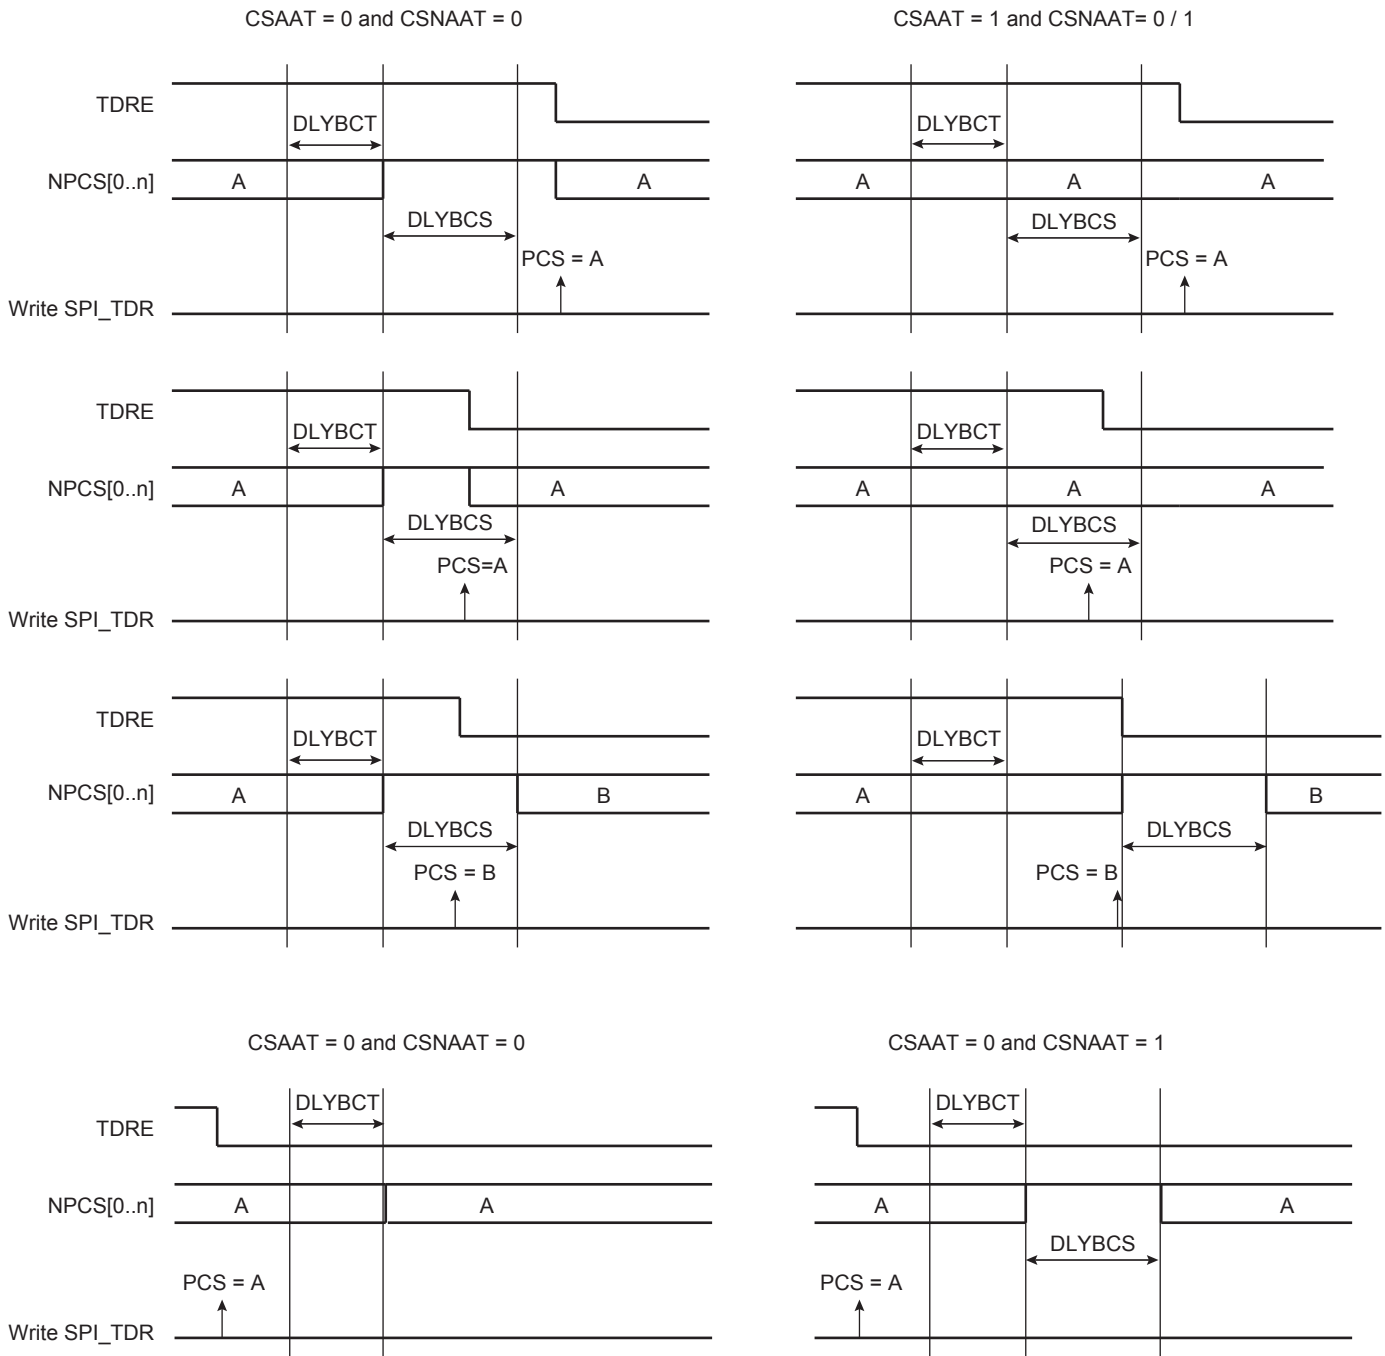 CSAAT = 0 and CSNAAT = 0
CSAAT = 1 and CSNAAT= 0 / 1
TDRE
DLYBCT
DLYBCT
NPCS[0..n]
A
A
A
A
A
DLYBCS
DLYBCS
PCS = A
PCS = A
Write SPI_TDR
TDRE
DLYBCT
DLYBCT
NPCS[0..n]
A
A
A
A
A
DLYBCS
DLYBCS
PCS=A
PCS = A
Write SPI_TDR
TDRE
DLYBCT
DLYBCT
NPCS[0..n]
A
B
A
B
DLYBCS
DLYBCS
PCS = B
PCS = B
Write SPI_TDR
CSAAT = 0 and CSNAAT = 0
CSAAT = 0 and CSNAAT = 1
DLYBCT
DLYBCT
TDRE
NPCS[0..n]
A
A
A
A
DLYBCS
PCS = A
PCS = A
Write SPI_TDR